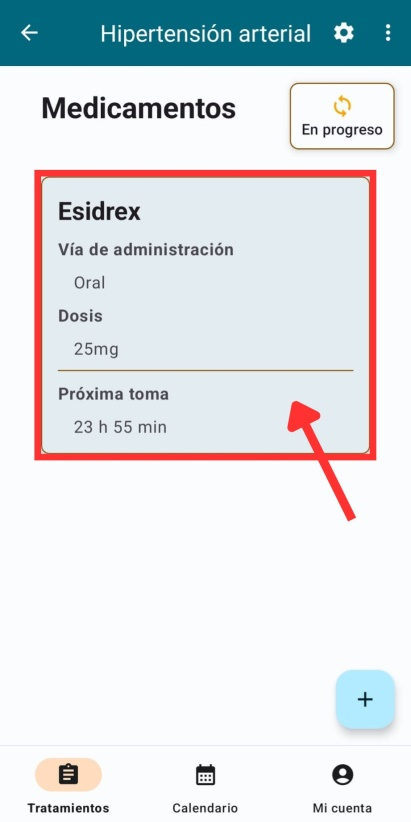 Hipertensión arterial
Medicamentos
En progreso
Esidrex
Vía de administración
Oral
Dosis
25mg
Próxima toma
23 h 55 min
Tratamientos
Calendario
Mi cuenta